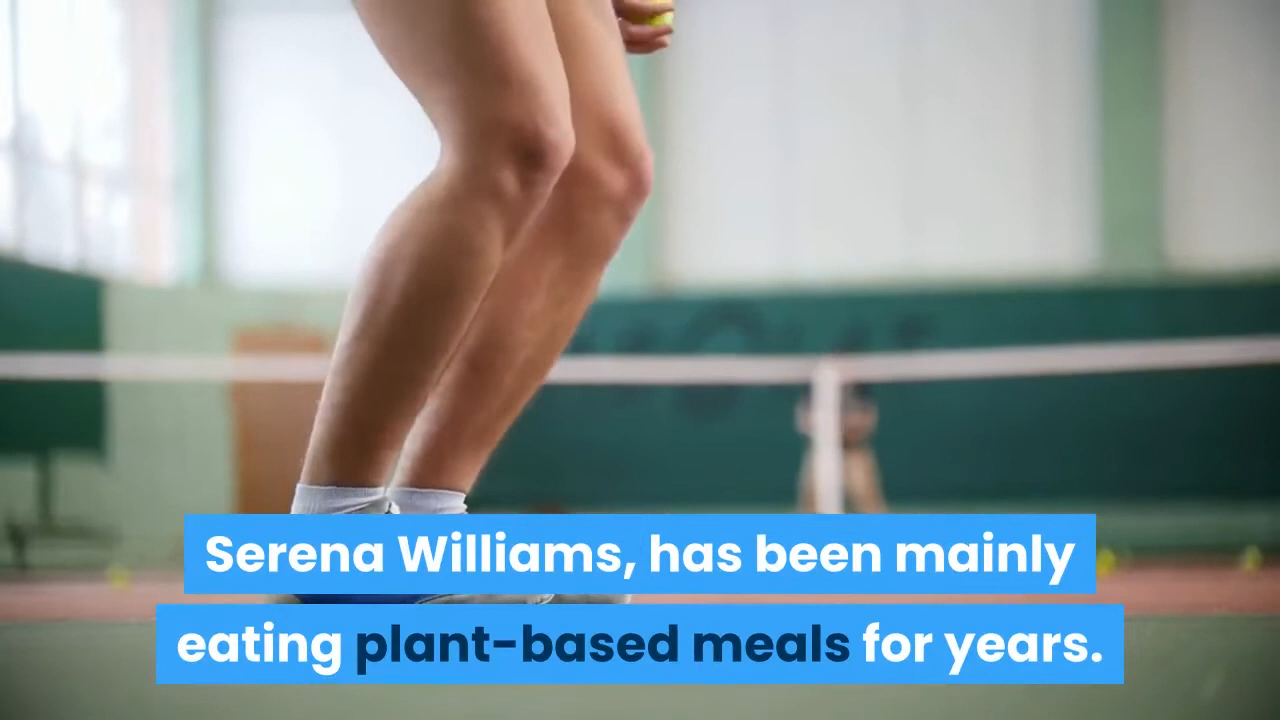 Serena Williams, has been mainly
eating plant-based meals for years.